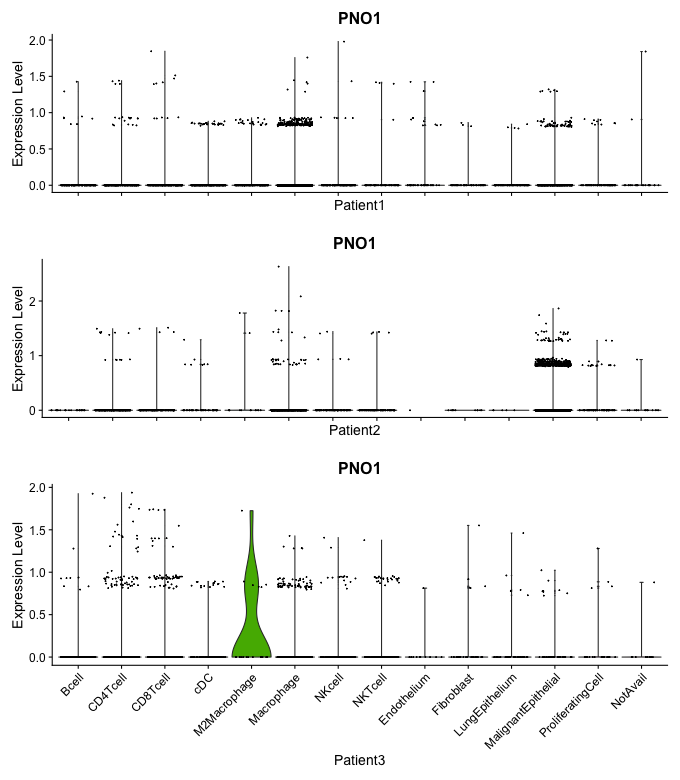 PNO1
Expression Level
2.0
1.5
1.0
0.5
0.0
Patient1
PNO1
Expression Level
2
1
0
Patient2
PNO1
Expression Level
2.0
1.5
1.0
0.5
0.0
Bcell
CD4Tcell
CD8Tcell
cDC
M2Macrophage
Macrophage
NKcell
NKTcell
Endothelium
Fibroblast
LungEpithelium
MalignantEpithelial
ProliferatingCell
NotAvail
Patient3